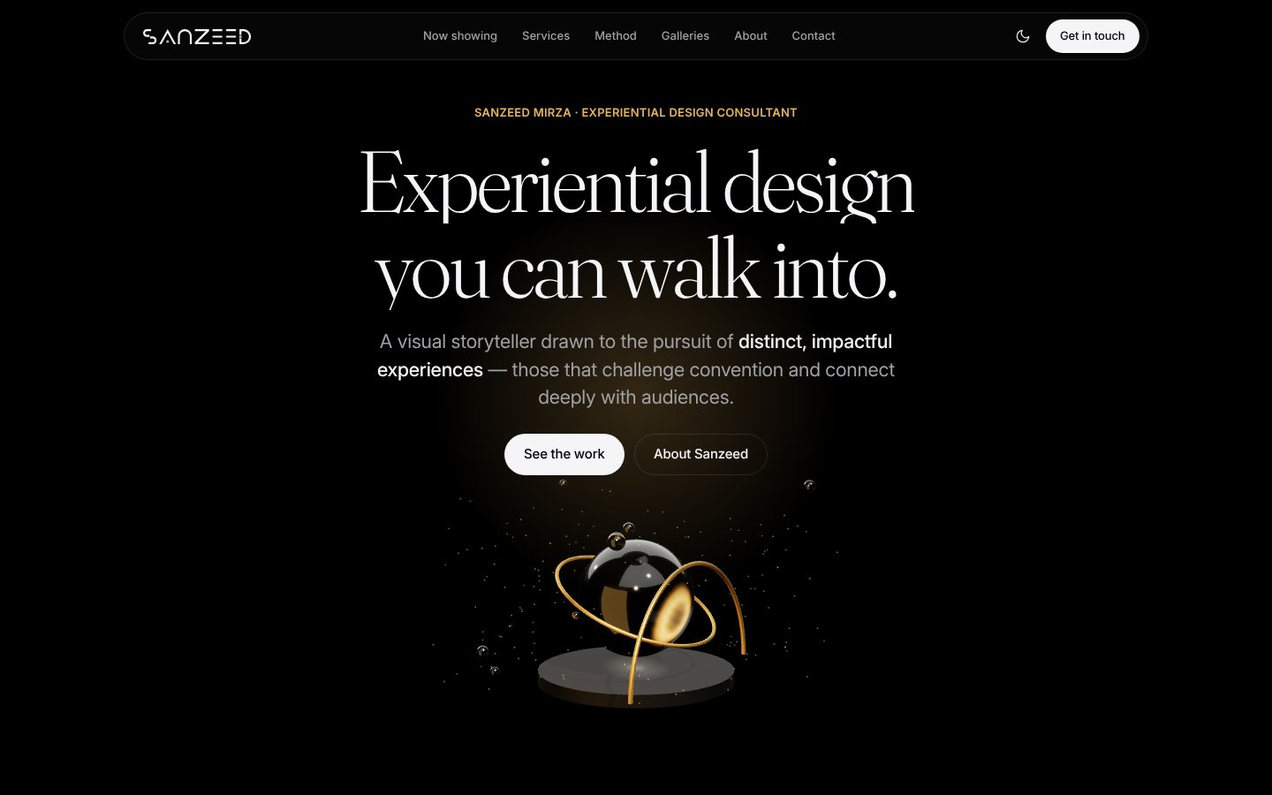 SANZEED
Now showing
Services
Method
Galleries
About
Contact
Get in touch
SANZEED MIRZA · EXPERIENTIAL DESIGN CONSULTANT
Experiential design
you can walk into.
A visual storyteller drawn to the pursuit of distinct, impactful
experiences — those that challenge convention and connect
deeply with audiences.
See the work
About Sanzeed